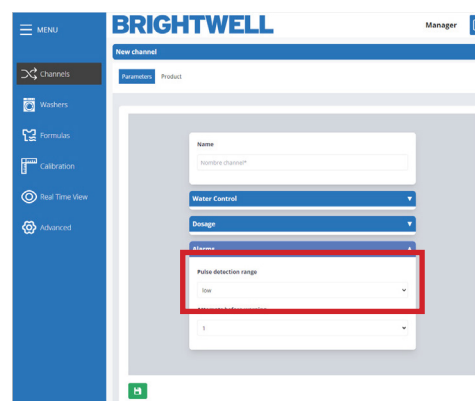 MENU
BRIGHTWELL
Manager
New channel
Channels
Parameters Product
Washers
Formulas
Calibration
Real Time View
Advanced
Name
Nombre channel*
Water Control
Dosage
Alarms
Pulse detection range
low
1